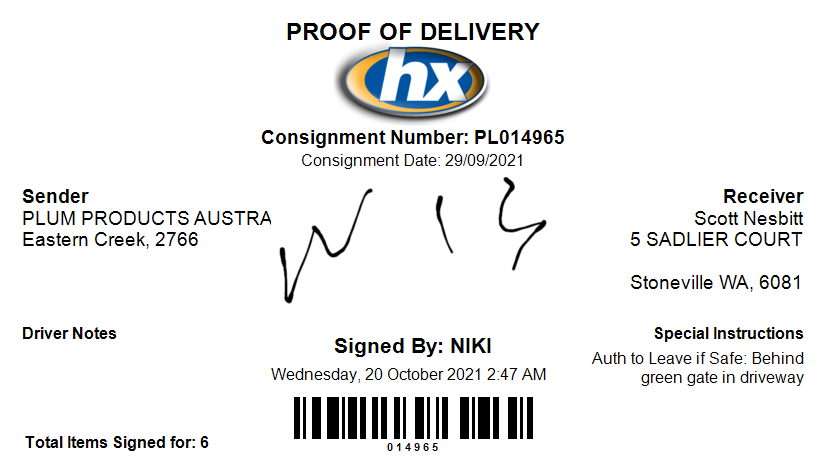 PROOF OF DELIVERY
hx
Consignment Number: PL014965
Consignment Date: 29/09/2021
Sender
PLUM PRODUCTS AUSTRA
Eastern Creek, 2766
Receiver
Scott Nesbitt
5 SADLIER COURT
Stoneville WA, 6081
Driver Notes
Signed By: NIKI
Wednesday, 20 October 2021 2:47 AM
Special Instructions
Auth to Leave if Safe: Behind
green gate in driveway
Total Items Signed for: 6
014965